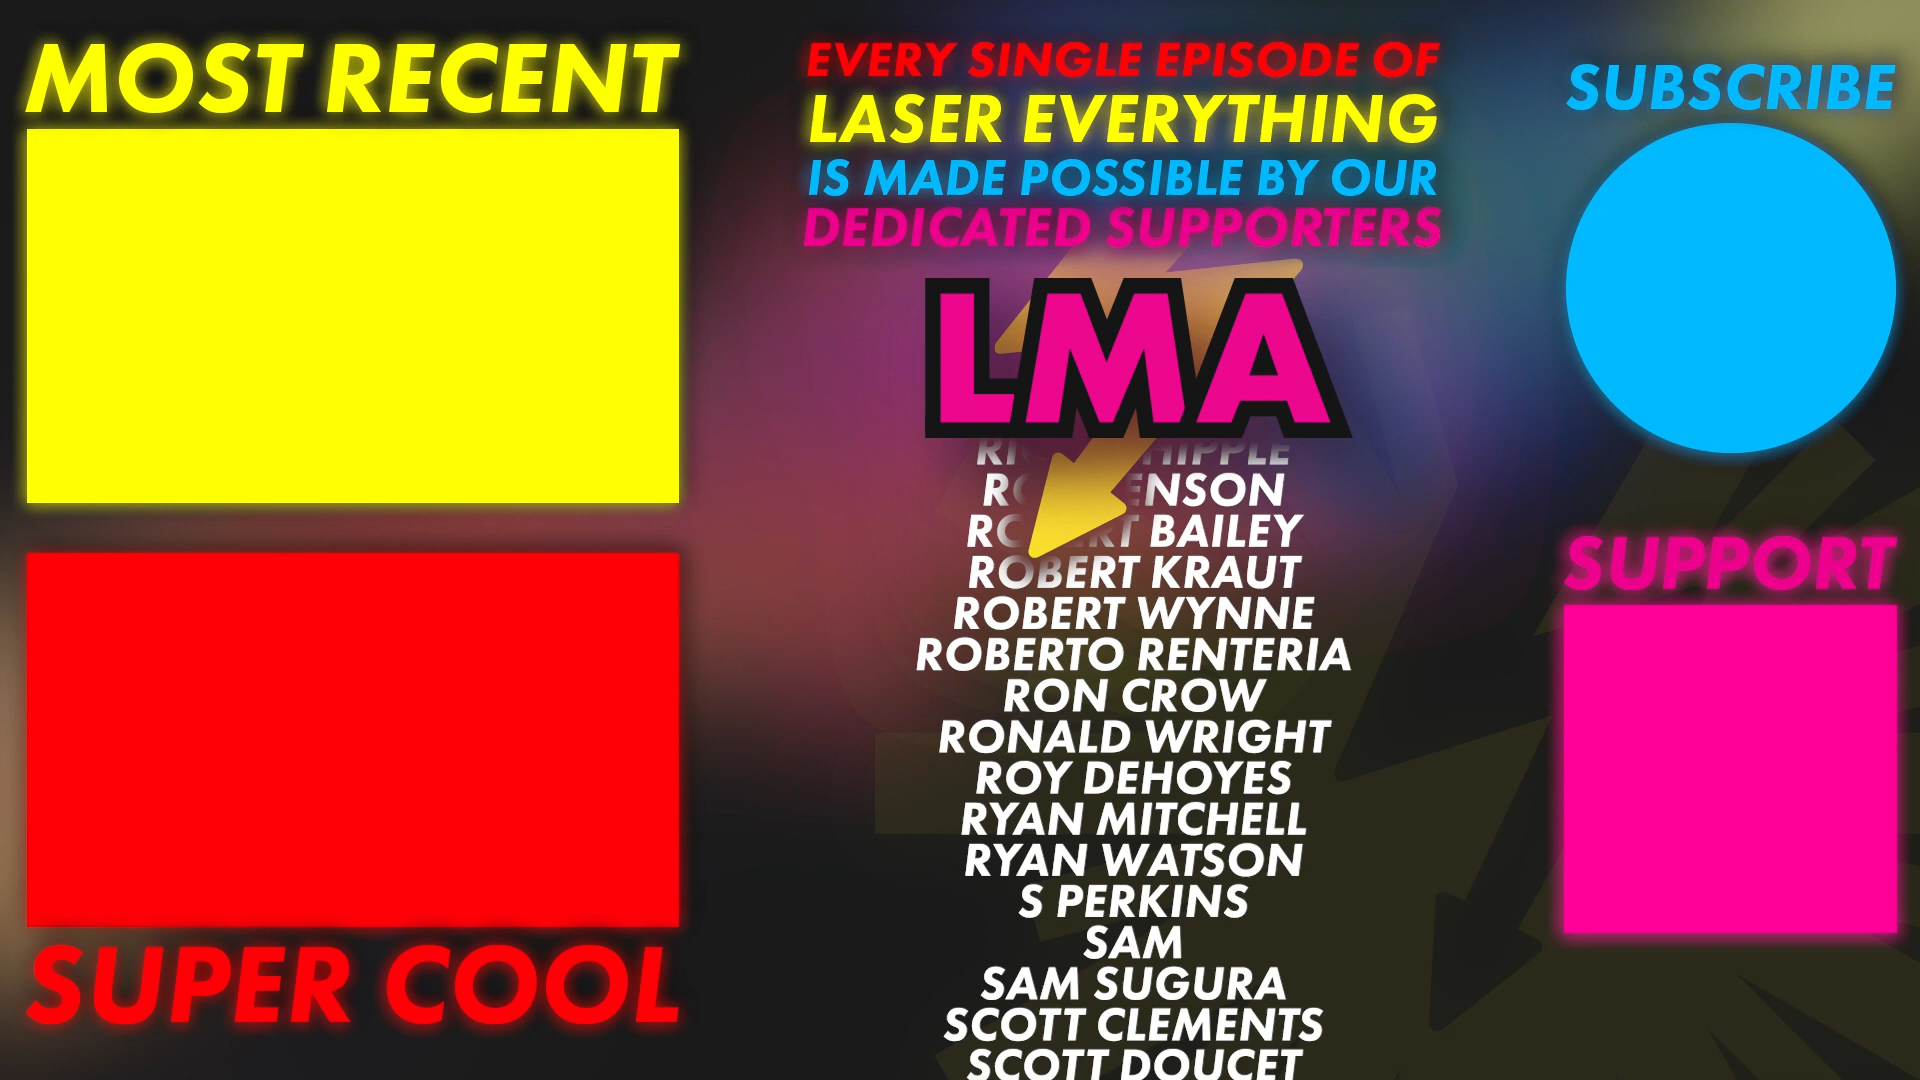 MOST RECENT
SUPER COOL
EVERY SINGLE EPISODE OF
LASER EVERYTHING
IS MADE POSSIBLE BY OUR
DEDICATED SUPPORTERS
LMA
BAILEY
ROBERT KRAUT
ROBERT WYNNE
ROBERTO RENTERIA
RON CROW
RONALD WRIGHT
ROY DEHOYES
RYAN MITCHELL
RYAN WATSON
S PERKINS
SAM
SAM SUGURA
SCOTT CLEMENTS
SCOTT DOUCET
SUBSCRIBE
SUPPORT